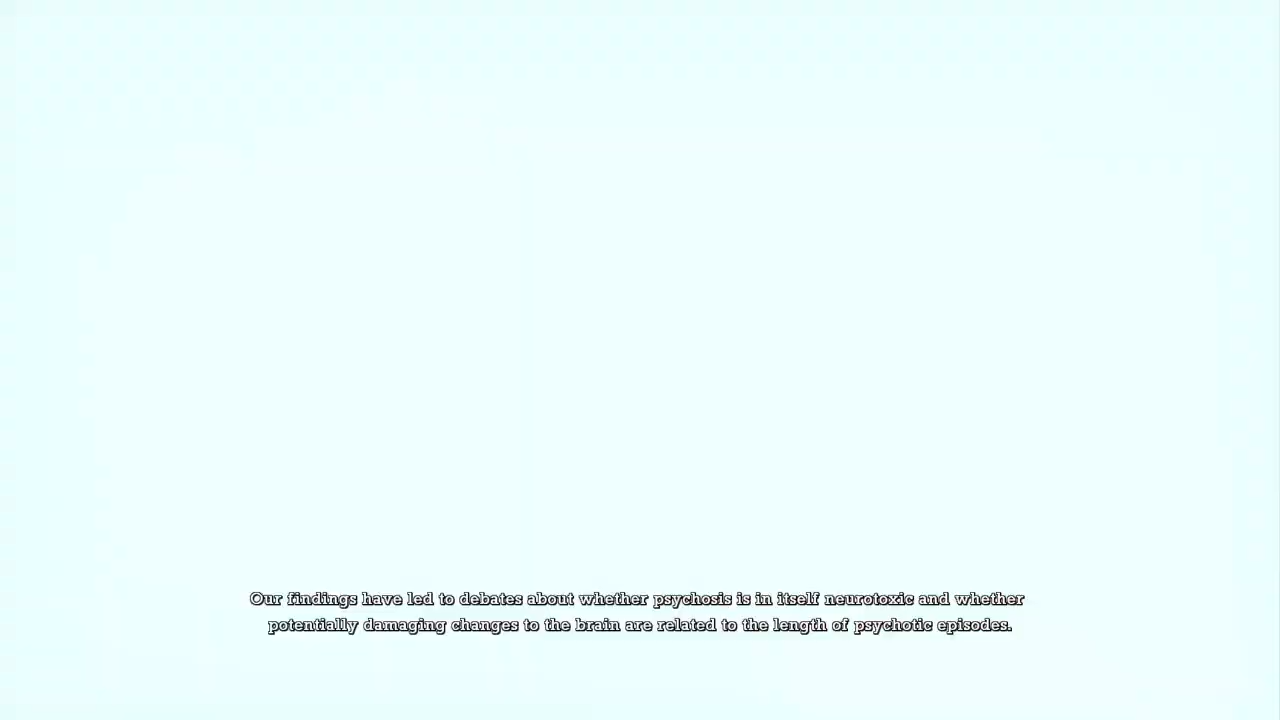 Our findings have led to debates about whether psychosis is in itself neurotoxic and whether
potentially damaging changes to the brain are related to the length of psychotic episodes.